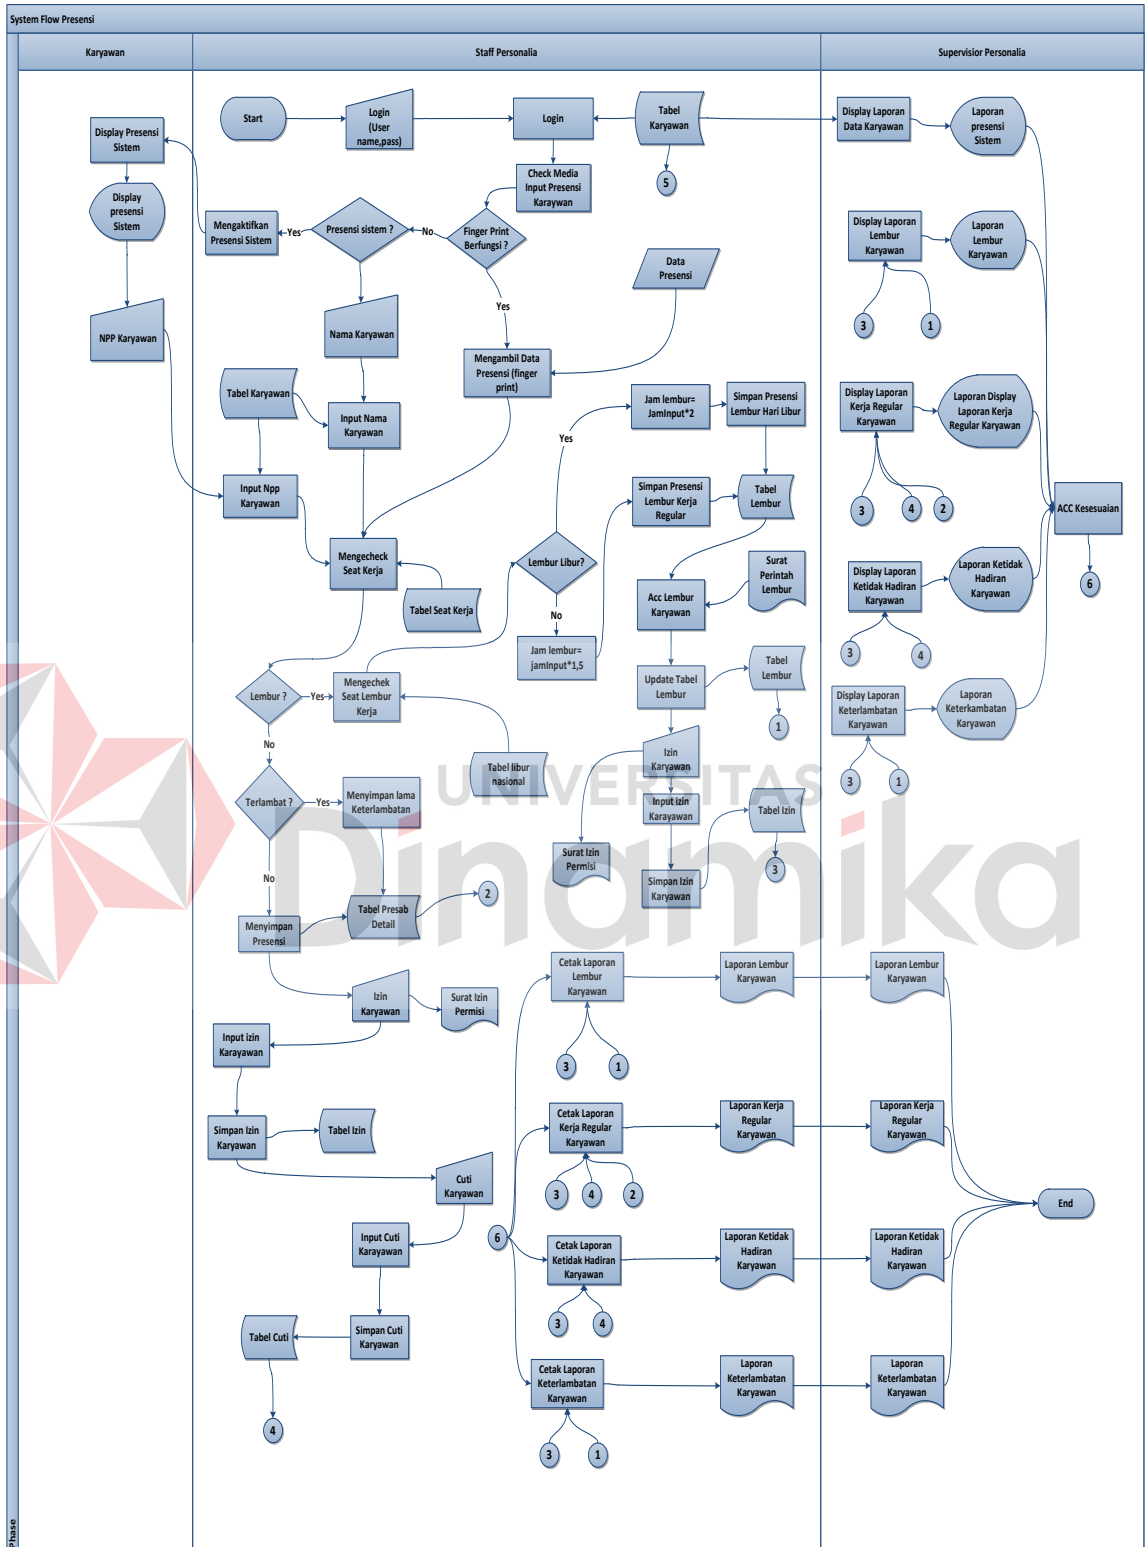 System Flow Presensi
Karyawan
Staff Personalia
Supervisior Personalia
Phase
Start
Login
(User
name,pass)
Login
Tabel
Karyawan
5
Check Media
Input Presensi
Karaywan
Finger Print
Berfungsi ?
No
Yes
Presensi sistem ?
Yes
Mengaktifkan
Presensi Sistem
Display Presensi
Sistem
Display
presensi
Sistem
NPP Karyawan
Nama Karyawan
Data
Presensi
Mengambil Data
Presensi (finger
print)
Tabel Karyawan
Input Nama
Karyawan
Input Npp
Karyawan
Mengecheck
Seat Kerja
Tabel Seat Kerja
Jam lembur=
JamInput*2
Simpan Presensi
Lembur Hari Libur
Yes
Simpan Presensi
Lembur Kerja
Regular
Tabel
Lembur
Lembur Libur?
No
Jam lembur=
jamInput*1,5
Acc Lembur
Karyawan
Surat
Perintah
Lembur
Update Tabel
Lembur
Tabel
Lembur
1
Lembur ?
Yes
Mengechek
Seat Lembur
Kerja
No
Tabel libur
nasional
Terlambat ?
Yes
Menyimpan lama
Keterlambatan
No
Menyimpan
Presensi
Tabel Presab
Detail
2
Izin
Karyawan
Surat Izin
Permisi
Input izin
Karayawan
Simpan Izin
Karyawan
Tabel Izin
3
Izin
Karyawan
Surat Izin
Permisi
Input izin
Karayawan
Simpan Izin
Karyawan
Tabel Izin
Cuti
Karyawan
Input Cuti
Karayawan
Simpan Cuti
Karyawan
Tabel Cuti
4
Display Laporan
Data Karyawan
Laporan
presensi
Sistem
Display Laporan
Lembur
Karyawan
Laporan
Lembur
Karyawan
3
1
Display Laporan
Kerja Regular
Karyawan
Laporan Display
Laporan Kerja
Regular Karyawan
3
4
2
ACC Kesesuaian
6
Display Laporan
Ketidak Hadiran
Karyawan
Laporan Ketidak
Hadiran
Karyawan
3
4
Display Laporan
Keterlambatan
Karyawan
Laporan
Keterkambatan
Karyawan
3
1
UNIVERSITAS
Dinamika
6
Cetak Laporan
Lembur
Karyawan
3
1
Laporan Lembur
Karyawan
Laporan Lembur
Karyawan
Cetak Laporan
Kerja Regular
Karyawan
3
4
2
Laporan Kerja
Regular
Karyawan
Laporan Kerja
Regular
Karyawan
End
Cetak Laporan
Ketidak Hadiran
Karyawan
3
4
Laporan Ketidak
Hadiran
Karyawan
Laporan Ketidak
Hadiran
Karyawan
Cetak Laporan
Keterlambatan
Karyawan
3
1
Laporan
Keterlambatan
Karyawan
Laporan
Keterlambatan
Karyawan